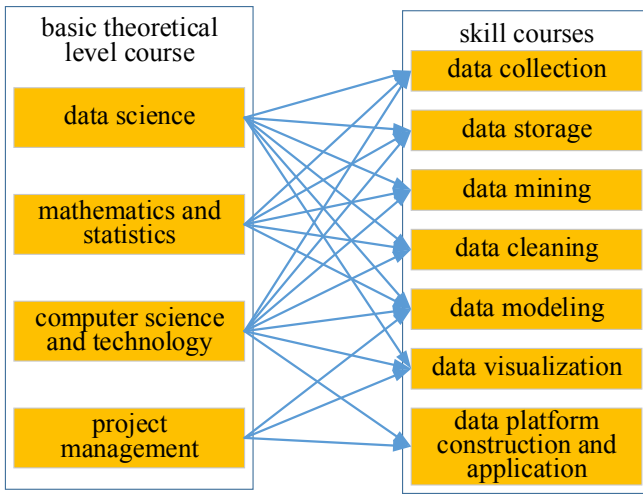 basic theoretical
level course
data science
mathematics and
statistics
computer science
and technology
project
management
skill courses
data collection
data storage
data mining
data cleaning
data modeling
data visualization
data platform
construction and
application